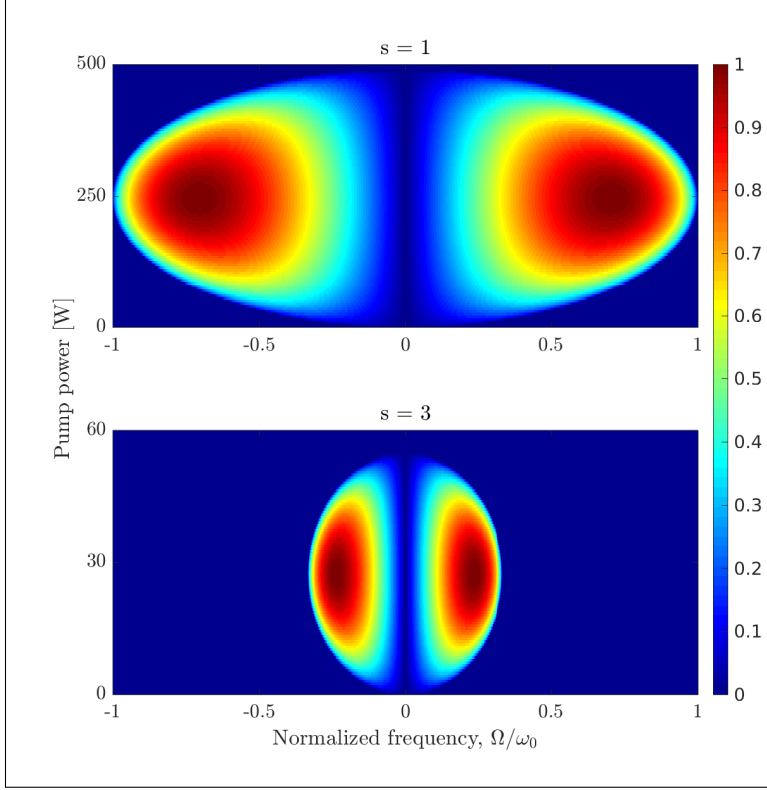 s = 1
500
250
0
-1 -0.5 0 0.5 1
1
0.9
0.8
0.7
0.6
0.5
0.4
0.3
0.2
0.1
0
Pump power [W]
s = 3
60
30
0
-1 -0.5 0 0.5 1
Normalized frequency, Ω/ω₀